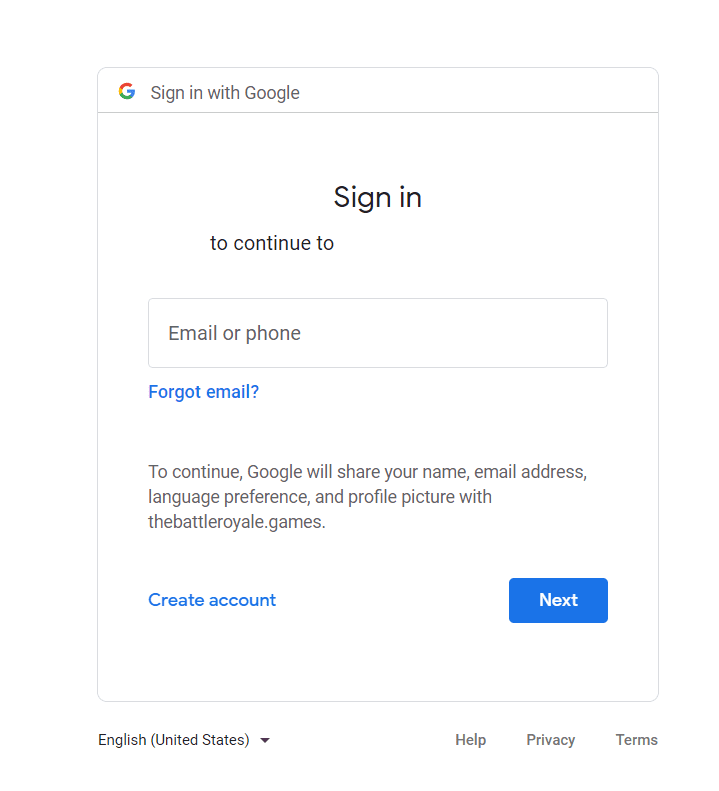 Sign in with Google
Sign in
to continue to
Email or phone
Forgot email?
To continue, Google will share your name, email address,
language preference, and profile picture with
thebattleroyale.games.
Create account
Next
English (United States)
Help
Privacy
Terms